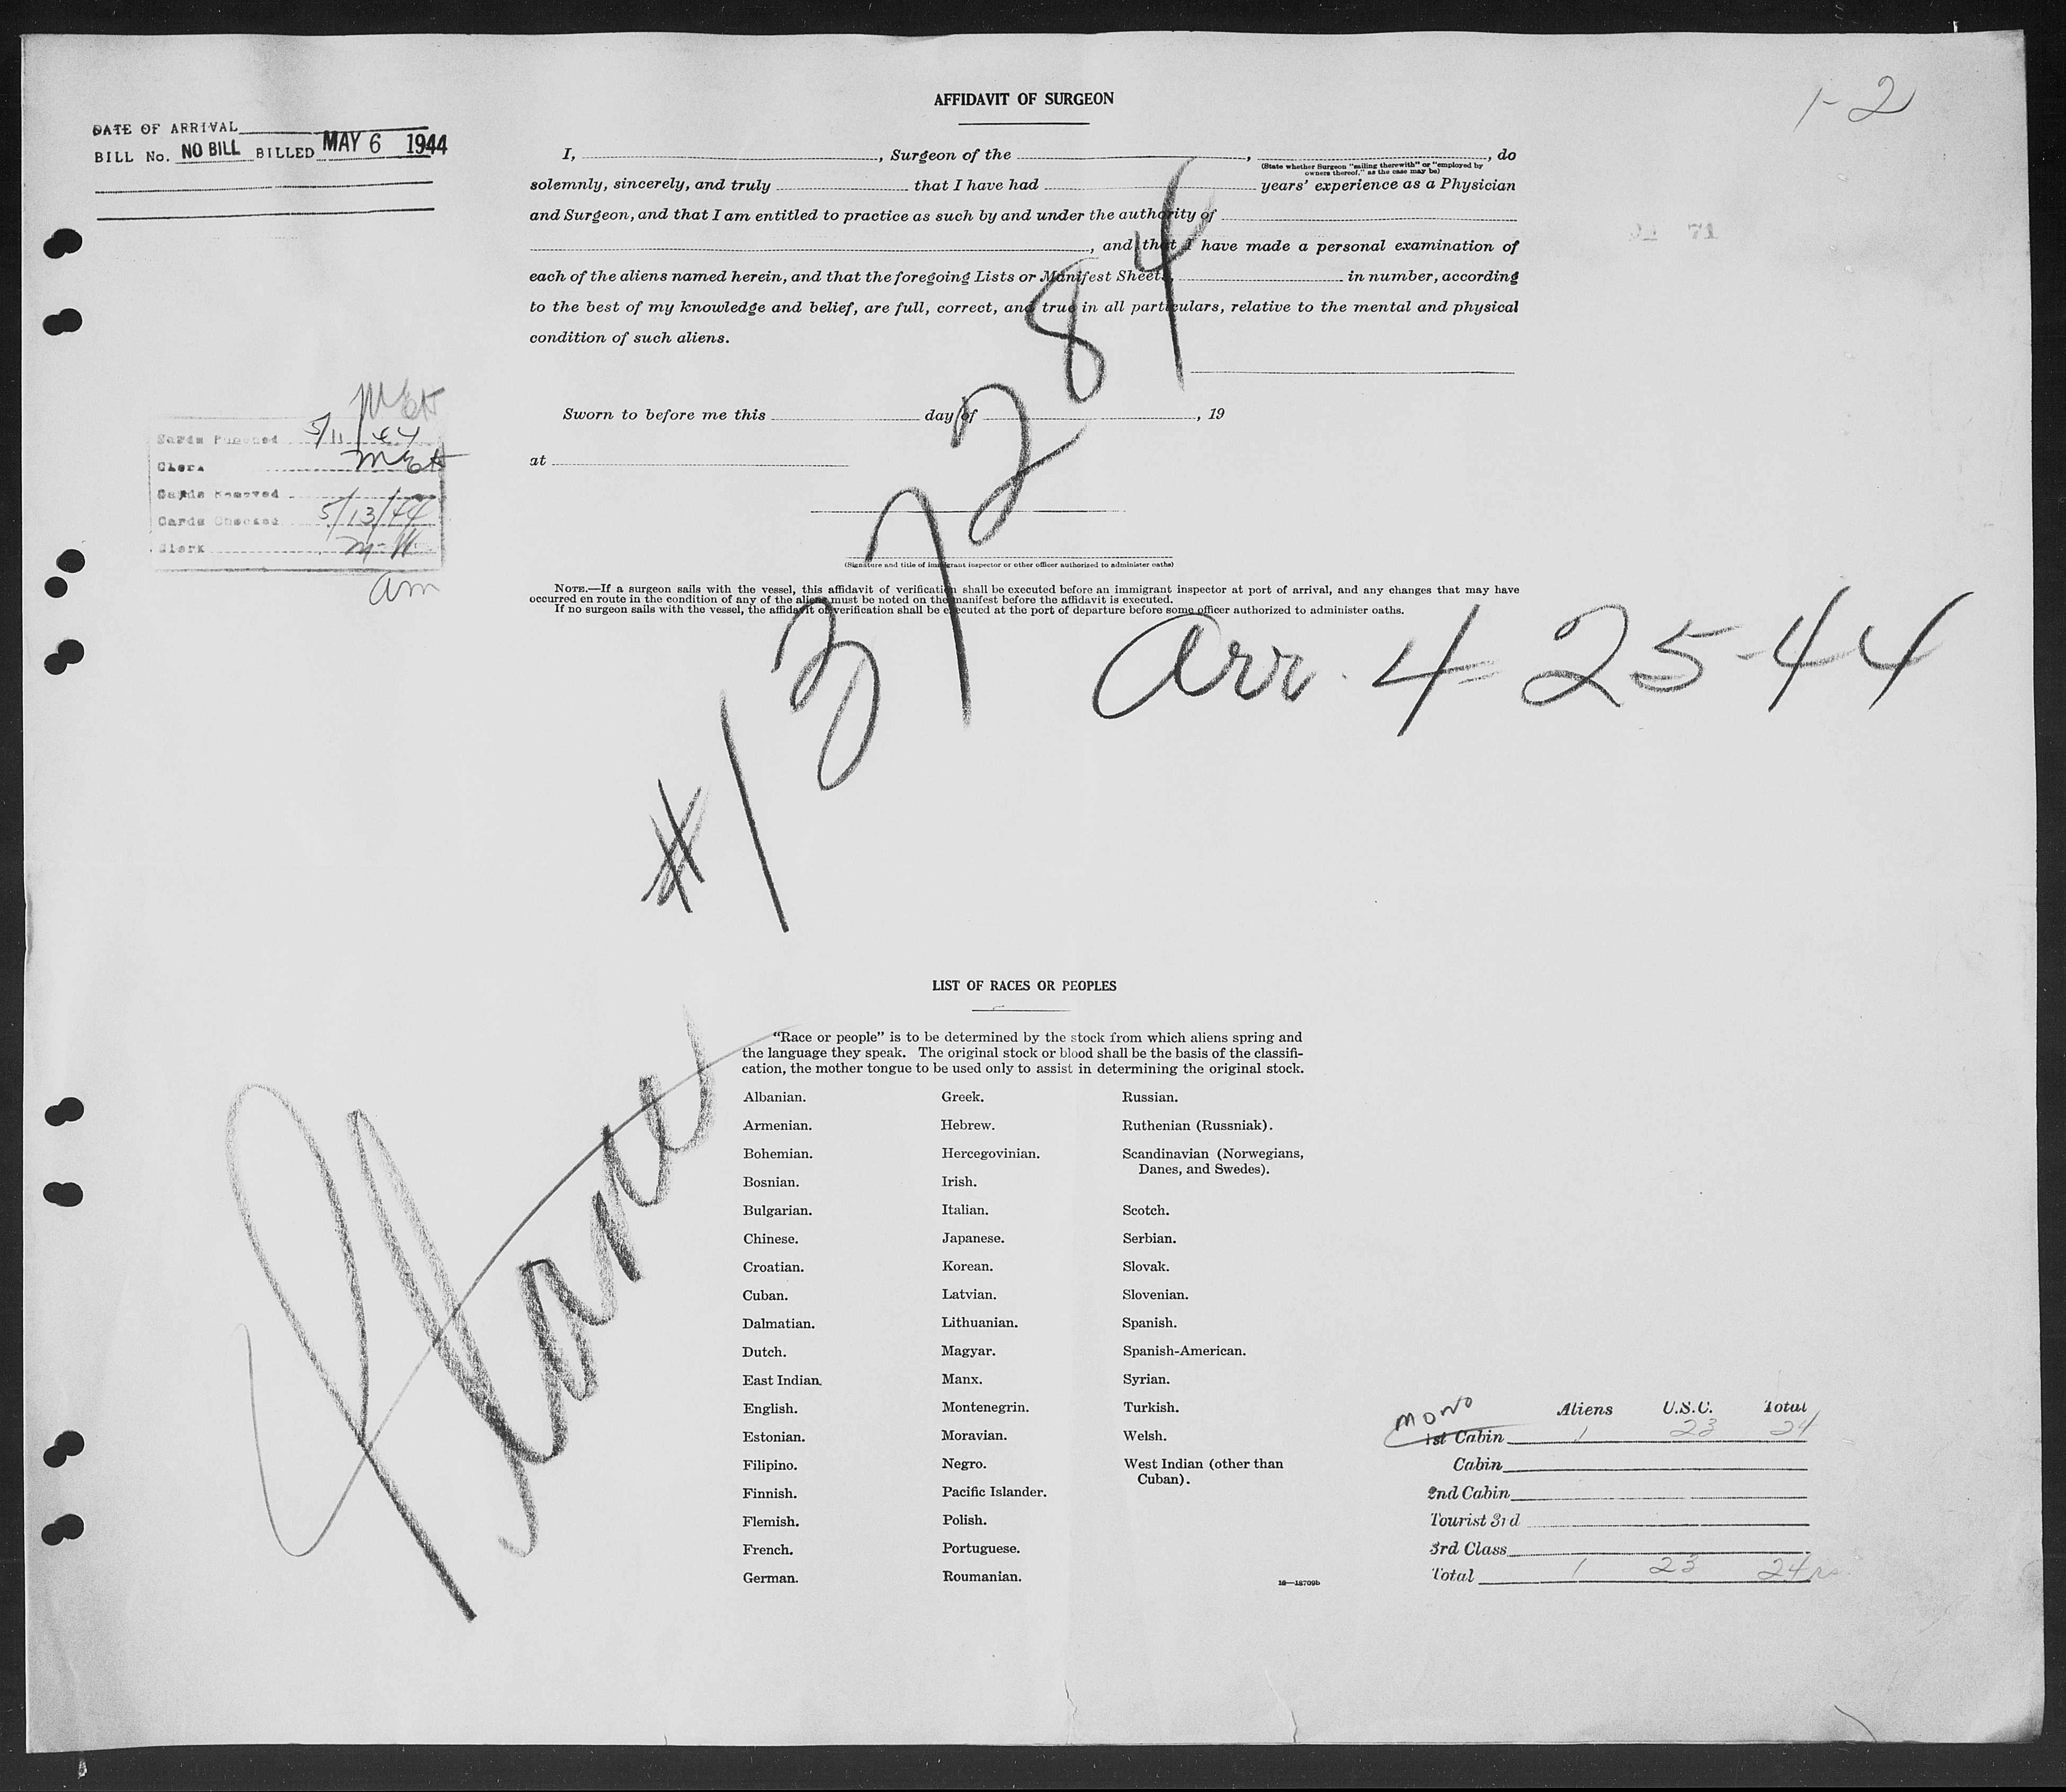 AFFIDAVIT OF SURGEON
1-2
DATE OF ARRIVAL
BILL No. NO BILL BILLED MAY 6 1944
I, , Surgeon of the , , do
(State whether Surgeon "sailing therewith" or "employed by
owners thereof," as the case may be)
solemnly, sincerely, and truly that I have had years' experience as a Physician
and Surgeon, and that I am entitled to practice as such by and under the authority of
, and that I have made a personal examination of
each of the aliens named herein, and that the foregoing Lists or Manifest Sheets, in number, according
to the best of my knowledge and belief, are full, correct, and true in all particulars, relative to the mental and physical
condition of such aliens.
Sworn to before me this day of , 19
at
Cards Punched 5/11/44
Clerk
Cards Removed
Cards Checked 5/13/44
Clerk
am
(Signature and title of immigrant inspector or other officer authorized to administer oaths)
NOTE.—If a surgeon sails with the vessel, this affidavit of verification shall be executed before an immigrant inspector at port of arrival, and any changes that may have
occurred en route in the condition of any of the aliens must be noted on the manifest before the affidavit is executed.
If no surgeon sails with the vessel, the affidavit of verification shall be executed at the port of departure before some officer authorized to administer oaths.
#137284
Arr. 4-25-44
LIST OF RACES OR PEOPLES
"Race or people" is to be determined by the stock from which aliens spring and
the language they speak. The original stock or blood shall be the basis of the classifi-
cation, the mother tongue to be used only to assist in determining the original stock.
Albanian. Greek. Russian.
Armenian. Hebrew. Ruthenian (Russniak).
Bohemian. Hercegovinian. Scandinavian (Norwegians,
Danes, and Swedes).
Bosnian. Irish.
Bulgarian. Italian. Scotch.
Chinese. Japanese. Serbian.
Croatian. Korean. Slovak.
Cuban. Latvian. Slovenian.
Dalmatian. Lithuanian. Spanish.
Dutch. Magyar. Spanish-American.
East Indian. Manx. Syrian.
English. Montenegrin. Turkish.
Estonian. Moravian. Welsh.
Filipino. Negro. West Indian (other than
Cuban).
Finnish. Pacific Islander.
Flemish. Polish.
French. Portuguese.
German. Roumanian.
16—18709b
Plane
Aliens U.S.C. Total
MONO
1st Cabin 1 23 24
Cabin
2nd Cabin
Tourist 3rd
3rd Class
Total 1 23 24